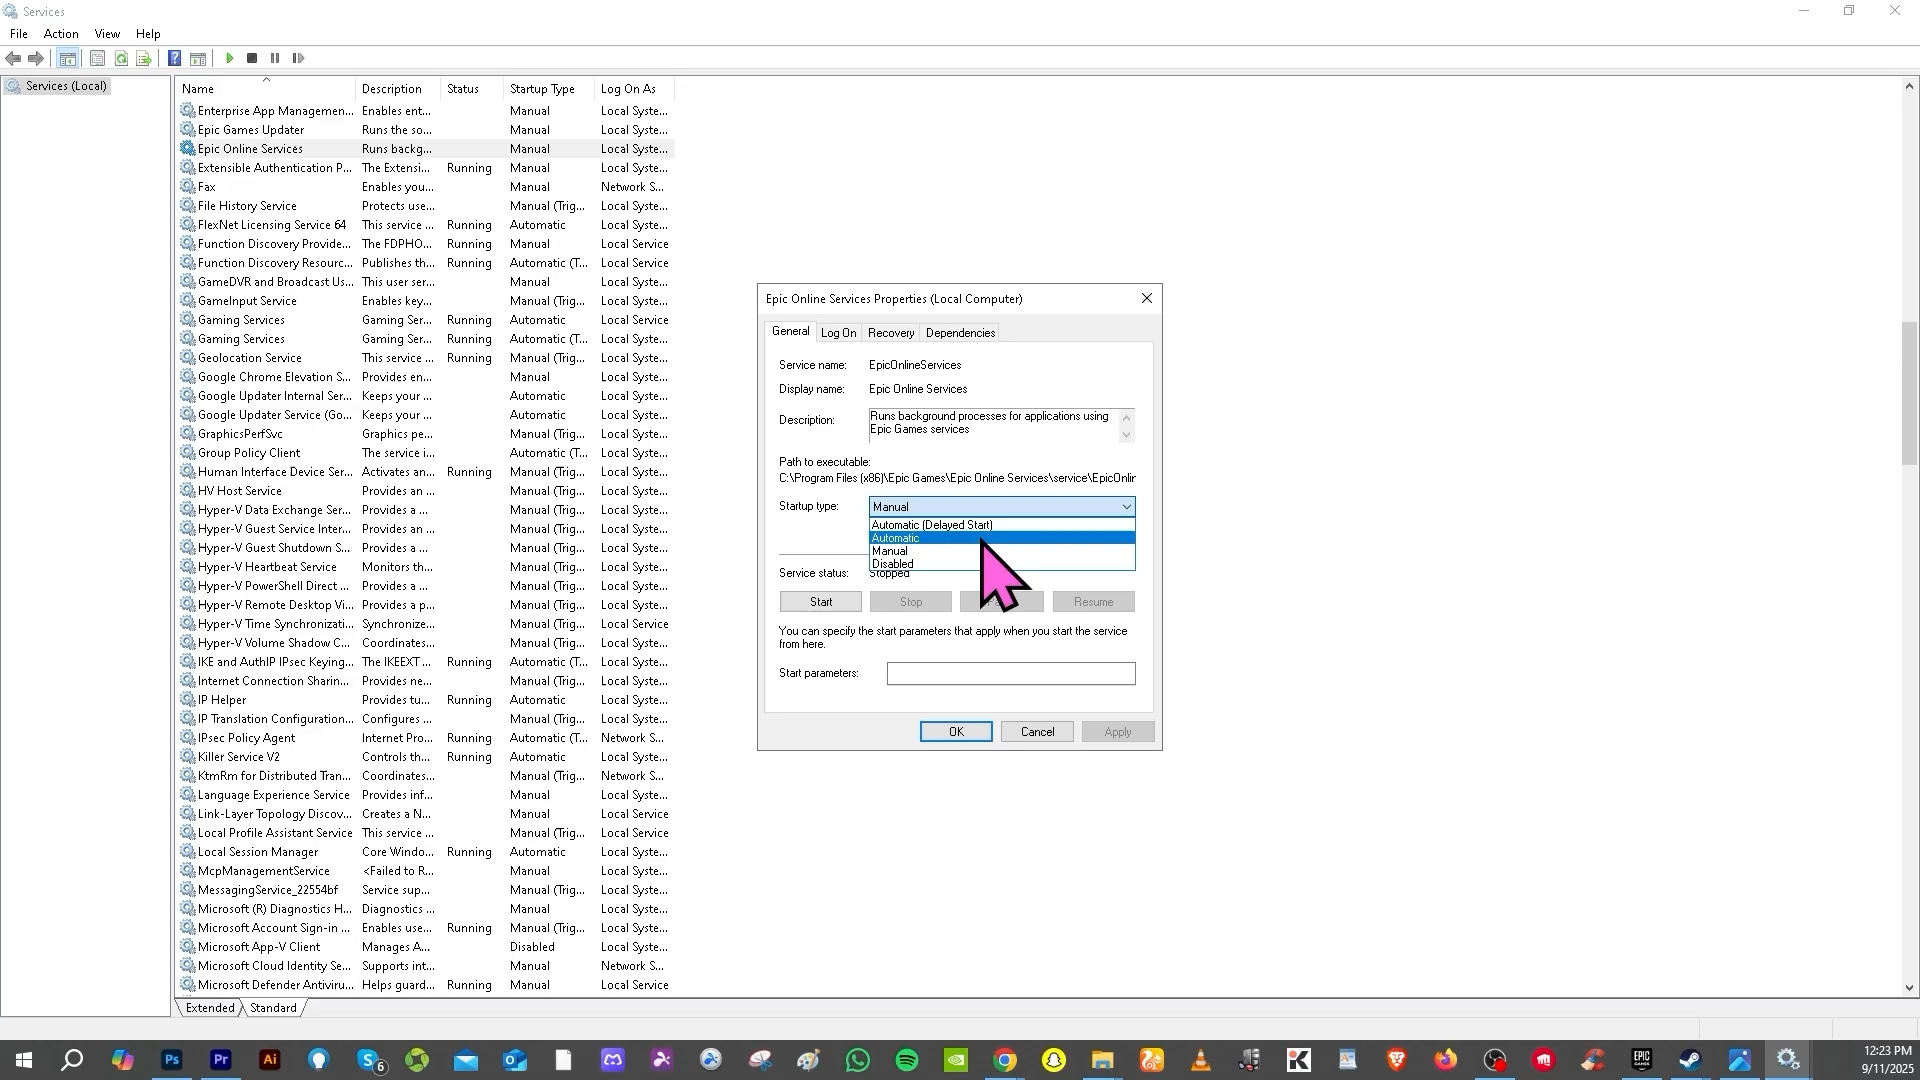 Services
File Action View Help
Services (Local)
Name Description Status Startup Type Log On As
Enterprise App Managemen... Enables ent... Manual Local Syste...
Epic Games Updater Runs the so... Manual Local Syste...
Epic Online Services Runs backg... Manual Local Syste...
Extensible Authentication P... The Extensi... Running Manual Local Syste...
Fax Enables you... Manual Network S...
File History Service Protects use... Manual (Trig... Local Syste...
FlexNet Licensing Service 64 This service ... Running Automatic Local Syste...
Function Discovery Provide... The FDPHO... Running Manual Local Service
Function Discovery Resourc... Publishes th... Running Automatic (T... Local Service
GameDVR and Broadcast Us... This user ser... Manual Local Syste...
GameInput Service Enables key... Manual (Trig... Local Syste...
Gaming Services Gaming Ser... Running Automatic Local Service
Gaming Services Gaming Ser... Running Automatic (T... Local Syste...
Geolocation Service This service ... Running Manual (Trig... Local Syste...
Google Chrome Elevation S... Provides en... Manual Local Syste...
Google Updater Internal Ser... Keeps your ... Automatic Local Syste...
Google Updater Service (Go... Keeps your ... Automatic Local Syste...
GraphicsPerfSvc Graphics pe... Manual (Trig... Local Syste...
Group Policy Client The service i... Automatic (T... Local Syste...
Human Interface Device Ser... Activates an... Running Manual (Trig... Local Syste...
HV Host Service Provides an ... Manual (Trig... Local Syste...
Hyper-V Data Exchange Ser... Provides a ... Manual (Trig... Local Syste...
Hyper-V Guest Service Inter... Provides an ... Manual (Trig... Local Syste...
Hyper-V Guest Shutdown S... Provides a ... Manual (Trig... Local Syste...
Hyper-V Heartbeat Service Monitors th... Manual (Trig... Local Syste...
Hyper-V PowerShell Direct ... Provides a ... Manual (Trig... Local Syste...
Hyper-V Remote Desktop Vi... Provides a p... Manual (Trig... Local Syste...
Hyper-V Time Synchronizati... Synchronize... Manual (Trig... Local Service
Hyper-V Volume Shadow C... Coordinates... Manual (Trig... Local Syste...
IKE and AuthIP IPsec Keying... The IKEEXT ... Running Automatic (T... Local Syste...
Internet Connection Sharin... Provides ne... Manual (Trig... Local Syste...
IP Helper Provides tu... Running Automatic Local Syste...
IP Translation Configuration... Configures ... Manual (Trig... Local Syste...
IPsec Policy Agent Internet Pro... Running Automatic (T... Network S...
Killer Service V2 Controls th... Running Automatic Local Syste...
KtmRm for Distributed Tran... Coordinates... Manual (Trig... Network S...
Language Experience Service Provides inf... Manual Local Syste...
Link-Layer Topology Discov... Creates a N... Manual Local Service
Local Profile Assistant Service This service ... Manual (Trig... Local Service
Local Session Manager Core Windo... Running Automatic Local Syste...
McpManagementService <Failed to R... Manual Local Syste...
MessagingService_22554bf Service sup... Manual (Trig... Local Syste...
Microsoft (R) Diagnostics H... Diagnostics ... Manual Local Syste...
Microsoft Account Sign-in ... Enables use... Running Manual (Trig... Local Syste...
Microsoft App-V Client Manages A... Disabled Local Syste...
Microsoft Cloud Identity Se... Supports int... Manual Network S...
Microsoft Defender Antiviru... Helps guard... Running Manual Local Service
Extended Standard
Epic Online Services Properties (Local Computer)
General Log On Recovery Dependencies
Service name: EpicOnlineServices
Display name: Epic Online Services
Description: Runs background processes for applications using
Epic Games services
Path to executable:
C:\Program Files (x86)\Epic Games\Epic Online Services\service\EpicOnlir
Startup type: Manual
Automatic (Delayed Start)
Automatic
Manual
Disabled
Service status: Stopped
Start Stop Resume
You can specify the start parameters that apply when you start the service
from here.
Start parameters:
OK Cancel Apply
Ps Pr Ai 6 K EPIC GAMES
12:23 PM
9/11/2025